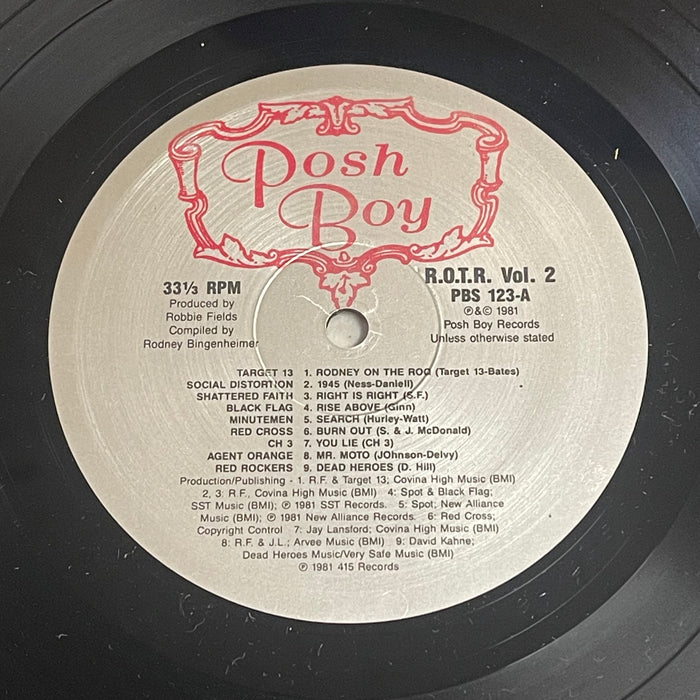 Posh
Boy
33⅓ RPM
Produced by
Robbie Fields
Compiled by
Rodney Bingenheimer
R.O.T.R. Vol. 2
PBS 123-A
℗&© 1981
Posh Boy Records
Unless otherwise stated
TARGET 13 1. RODNEY ON THE ROQ (Target 13-Bates)
SOCIAL DISTORTION 2. 1945 (Ness-Daniell)
SHATTERED FAITH 3. RIGHT IS RIGHT (S.F.)
BLACK FLAG 4. RISE ABOVE (Ginn)
MINUTEMEN 5. SEARCH (Hurley-Watt)
RED CROSS 6. BURN OUT (S. & J. McDonald)
CH 3 7. YOU LIE (CH 3)
AGENT ORANGE 8. MR. MOTO (JOhnson-Delvy)
RED ROCKERS 9. DEAD HEROES (D. Hill)
Production/Publishing - 1. R.F. & Target 13; Covina High Music (BMI)
2, 3: R.F., Covina High Music (BMI) 4: Spot & Black Flag;
SST Music (BMI); ℗ 1981 SST Records. 5: Spot; New Alliance
Music (BMI); ℗ 1981 New Alliance Records. 6: Red Cross;
Copyright Control 7: Jay Lansford; Covina High Music (BMI)
8: R.F. & J.L.; Arvee Music (BMI) 9: David Kahne;
Dead Heroes Music/Very Safe Music (BMI)
℗ 1981 415 Records